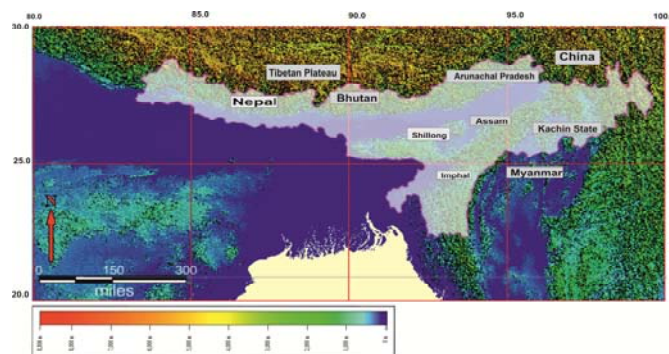 80.0 85.0 90.0 95.0 100.
30.0
China
Tibetan Plateau
Arunachal Pradesh
Nepal
Bhutan
Assam
Shillong
Kachin State
25.0
Imphal
Myanmar
N
0 150 300
miles
20.0